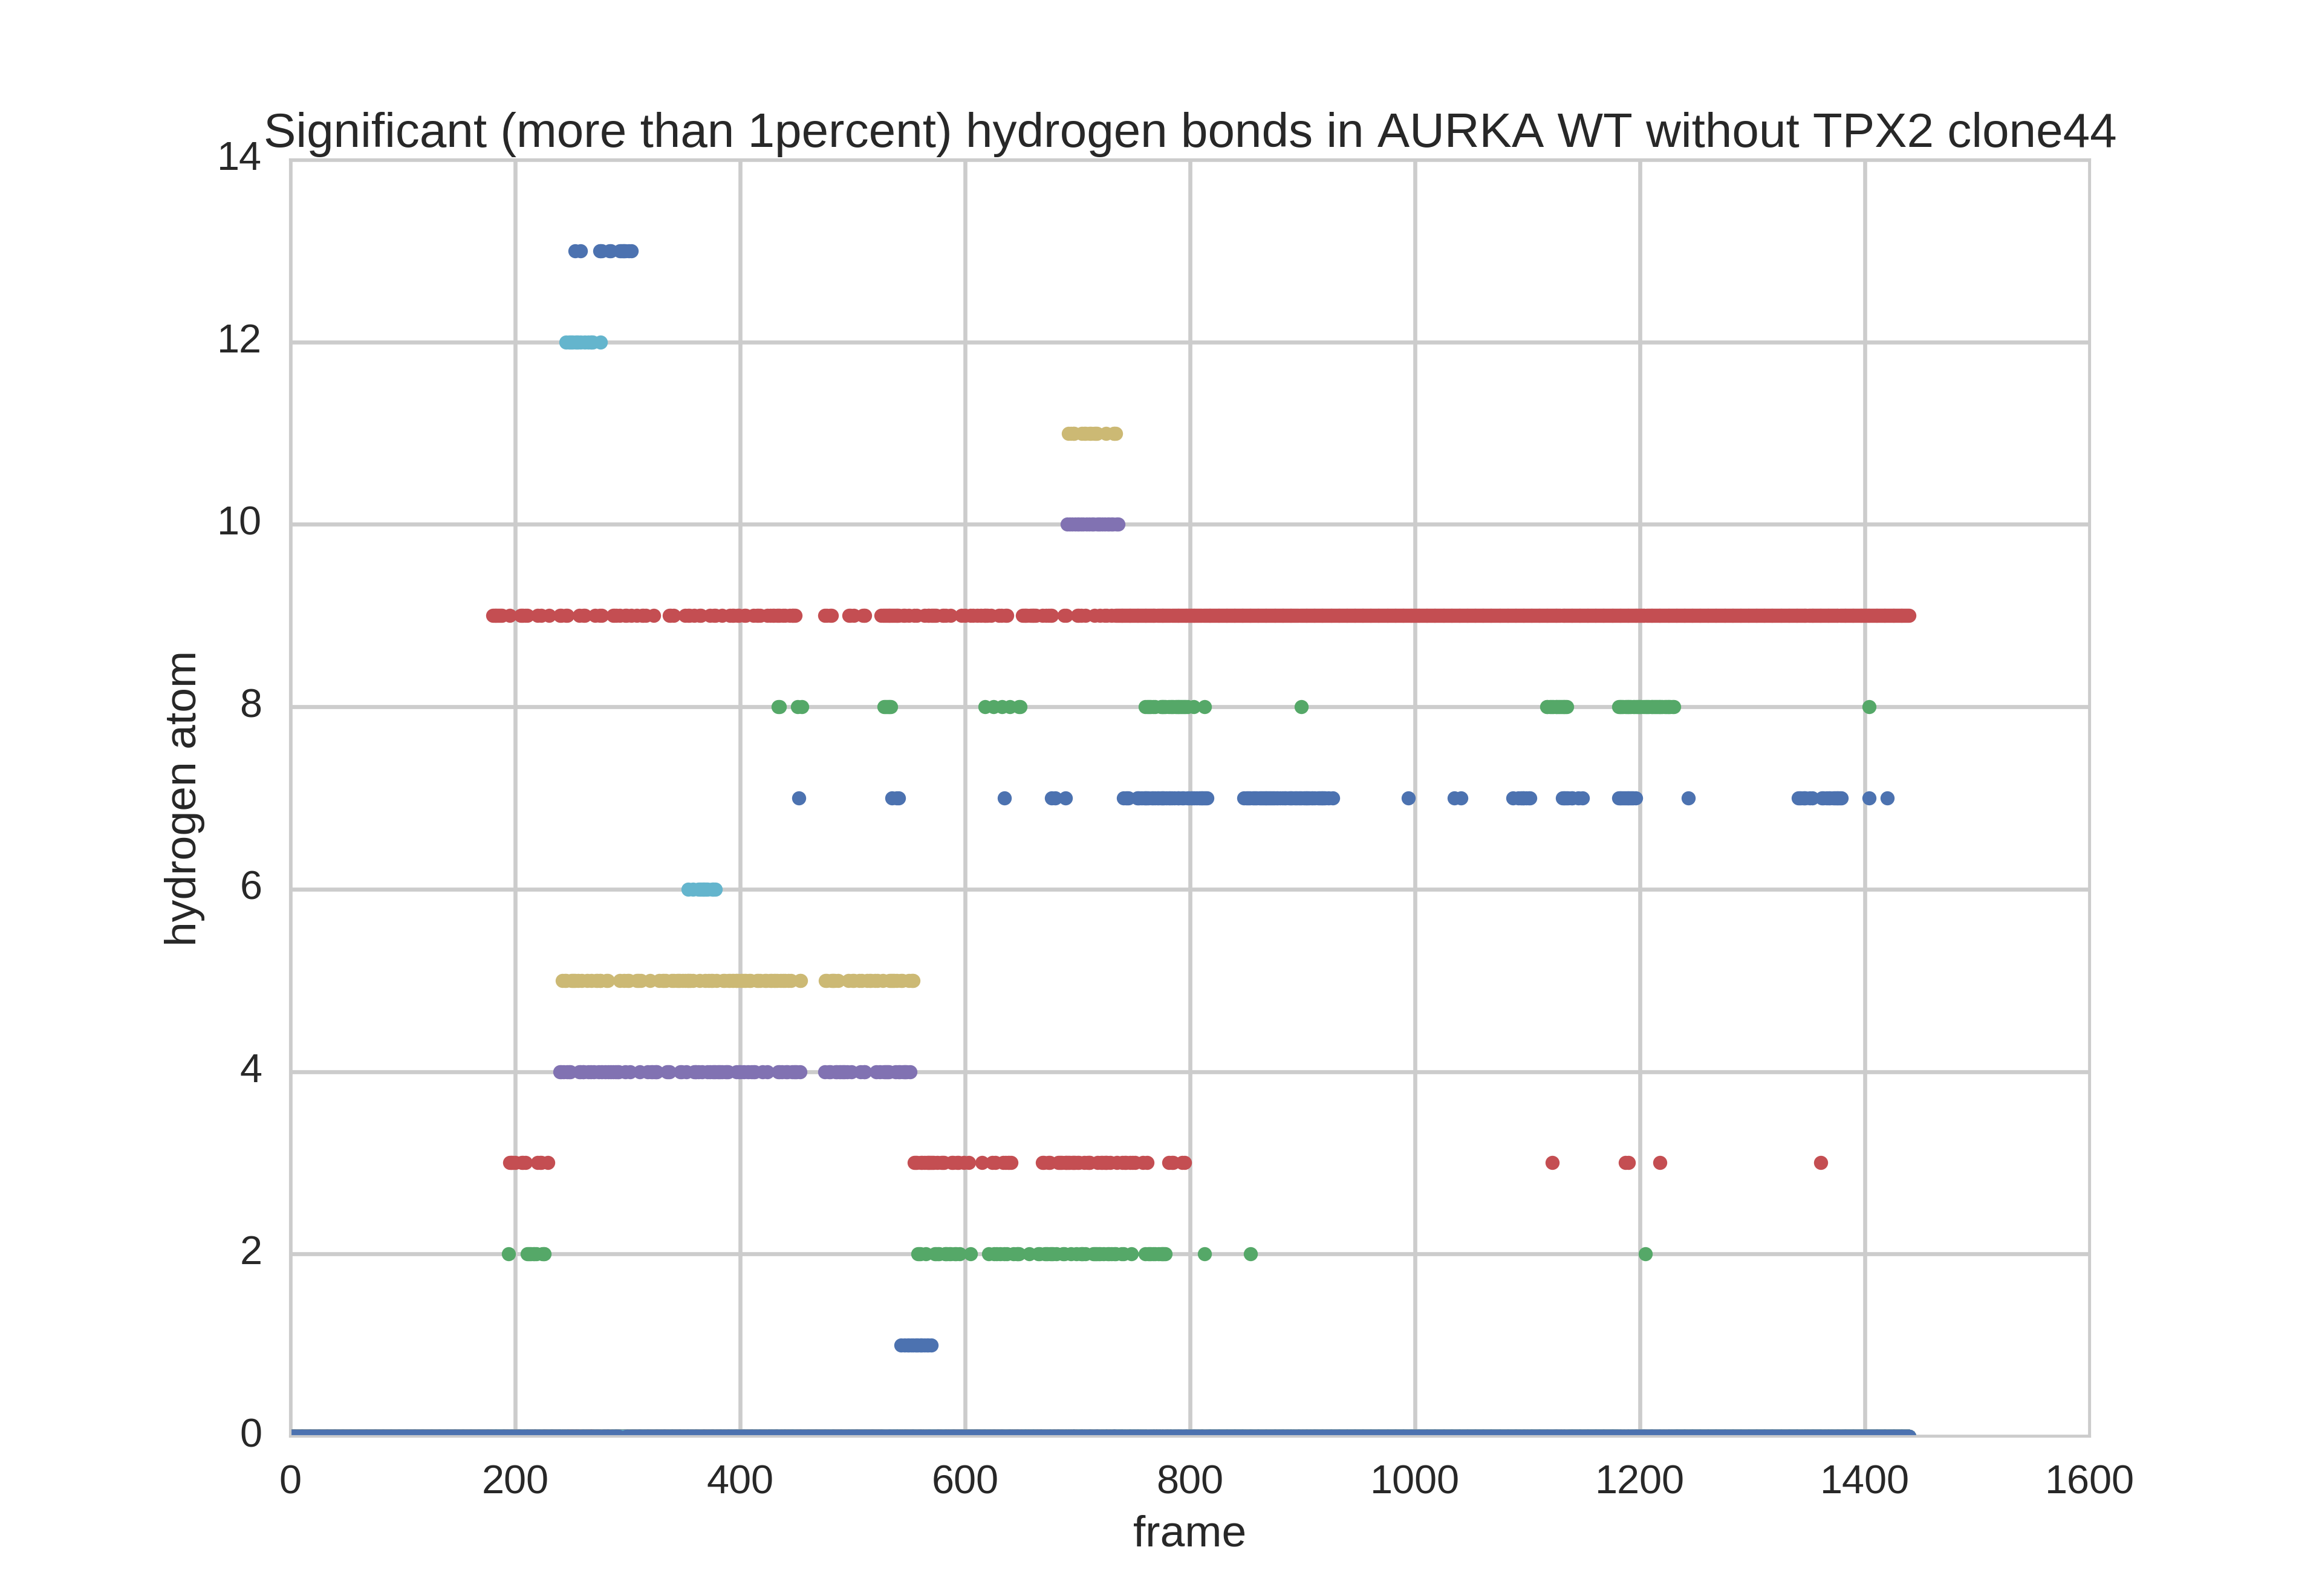 Significant (more than 1percent) hydrogen bonds in AURKA WT without TPX2 clone44
14
12
10
8
6
4
2
0
hydrogen atom
0 200 400 600 800 1000 1200 1400 1600
frame